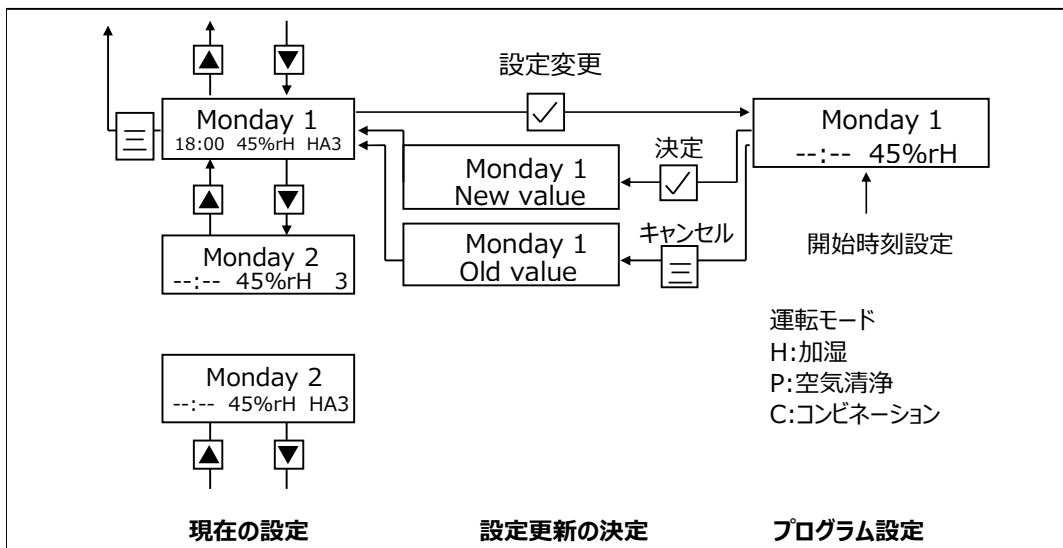 設定変更
Monday 1
18:00 45%rH HA3
Monday 1
--:-- 45%rH
決定
Monday 1
New value
キャンセル
Monday 1
Old value
開始時刻設定
Monday 2
--:-- 45%rH 3
運転モード
H:加湿
P:空気清浄
C:コンビネーション
Monday 2
--:-- 45%rH HA3
現在の設定
設定更新の決定
プログラム設定